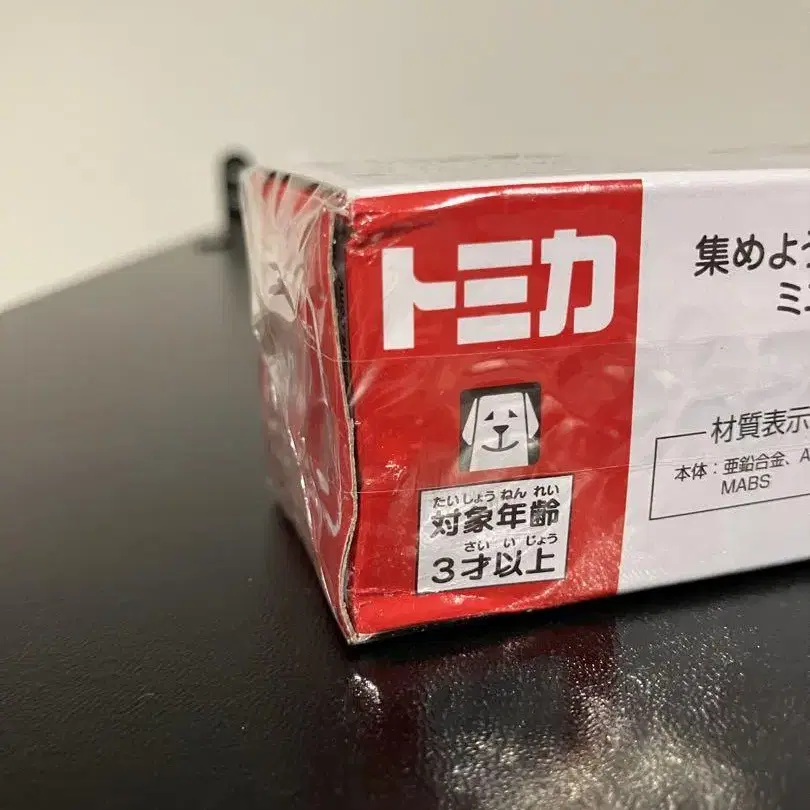 トミカ
集めよう
ミニ
たいしょう ねん れい
対象年齢
さい い じょう
3才以上
材質表示
本体：亜鉛合金、A
MABS